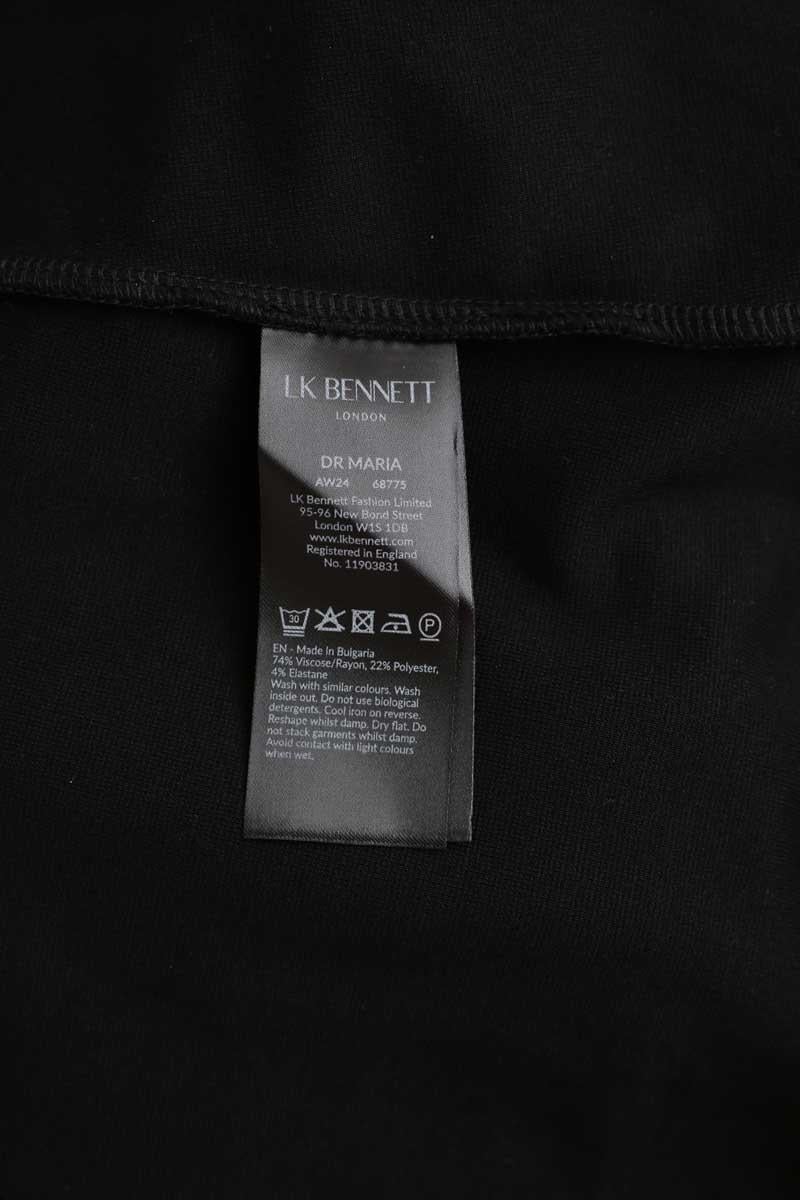 LK BENNETT
LONDON
DR MARIA
AW24 68775
LK Bennett Fashion Limited
95-96 New Bond Street
London W1S 1DB
www.lkbennett.com
Registered in England
No. 11903831
30 P
EN - Made In Bulgaria
74% Viscose/Rayon, 22% Polyester,
4% Elastane
Wash with similar colours. Wash
inside out. Do not use biological
detergents. Cool iron on reverse.
Reshape whilst damp. Dry flat. Do
not stack garments whilst damp.
Avoid contact with light colours
when wet.